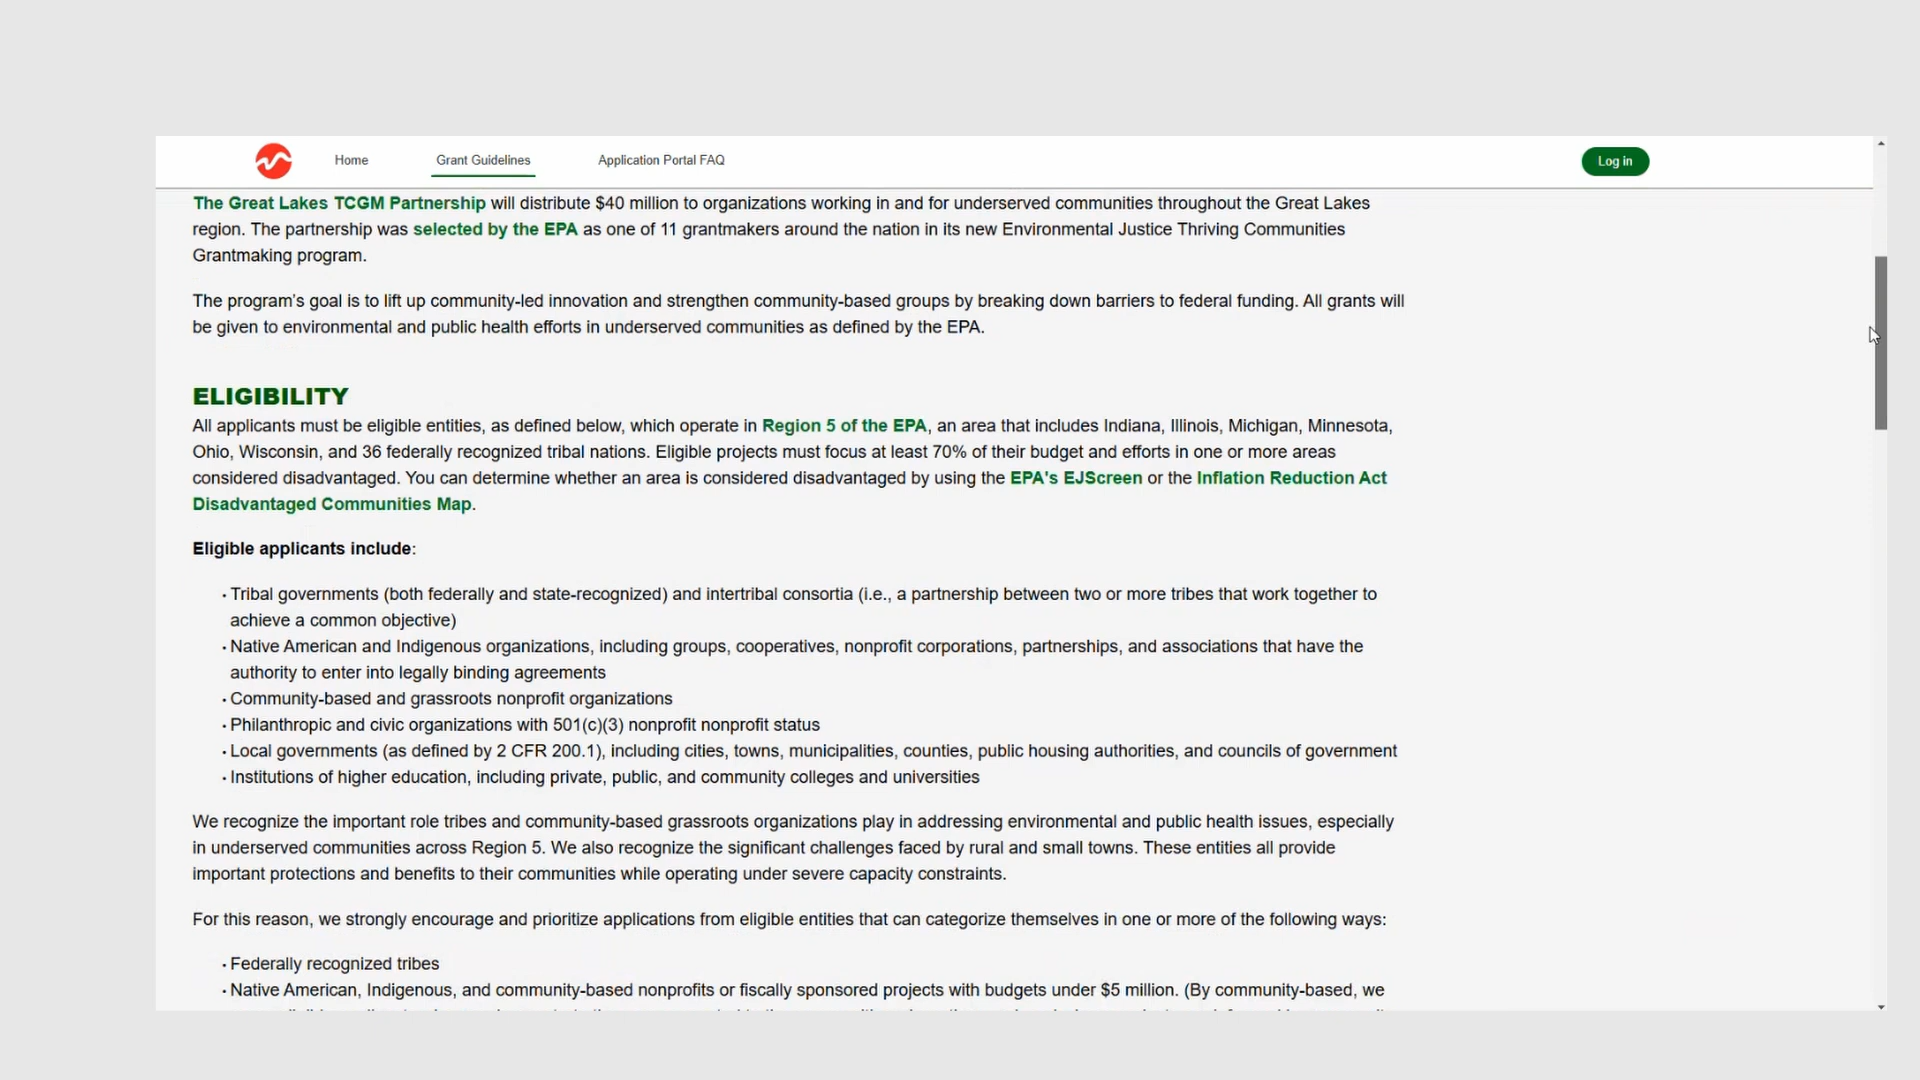 Home
Grant Guidelines
Application Portal FAQ
Log in
The Great Lakes TCGM Partnership will distribute $40 million to organizations working in and for underserved communities throughout the Great Lakes
region. The partnership was selected by the EPA as one of 11 grantmakers around the nation in its new Environmental Justice Thriving Communities
Grantmaking program.
The program's goal is to lift up community-led innovation and strengthen community-based groups by breaking down barriers to federal funding. All grants will
be given to environmental and public health efforts in underserved communities as defined by the EPA.
ELIGIBILITY
All applicants must be eligible entities, as defined below, which operate in Region 5 of the EPA, an area that includes Indiana, Illinois, Michigan, Minnesota,
Ohio, Wisconsin, and 36 federally recognized tribal nations. Eligible projects must focus at least 70% of their budget and efforts in one or more areas
considered disadvantaged. You can determine whether an area is considered disadvantaged by using the EPA's EJScreen or the Inflation Reduction Act
Disadvantaged Communities Map.
Eligible applicants include:
• Tribal governments (both federally and state-recognized) and intertribal consortia (i.e., a partnership between two or more tribes that work together to
achieve a common objective)
• Native American and Indigenous organizations, including groups, cooperatives, nonprofit corporations, partnerships, and associations that have the
authority to enter into legally binding agreements
• Community-based and grassroots nonprofit organizations
• Philanthropic and civic organizations with 501(c)(3) nonprofit nonprofit status
• Local governments (as defined by 2 CFR 200.1), including cities, towns, municipalities, counties, public housing authorities, and councils of government
• Institutions of higher education, including private, public, and community colleges and universities
We recognize the important role tribes and community-based grassroots organizations play in addressing environmental and public health issues, especially
in underserved communities across Region 5. We also recognize the significant challenges faced by rural and small towns. These entities all provide
important protections and benefits to their communities while operating under severe capacity constraints.
For this reason, we strongly encourage and prioritize applications from eligible entities that can categorize themselves in one or more of the following ways:
• Federally recognized tribes
• Native American, Indigenous, and community-based nonprofits or fiscally sponsored projects with budgets under $5 million. (By community-based, we